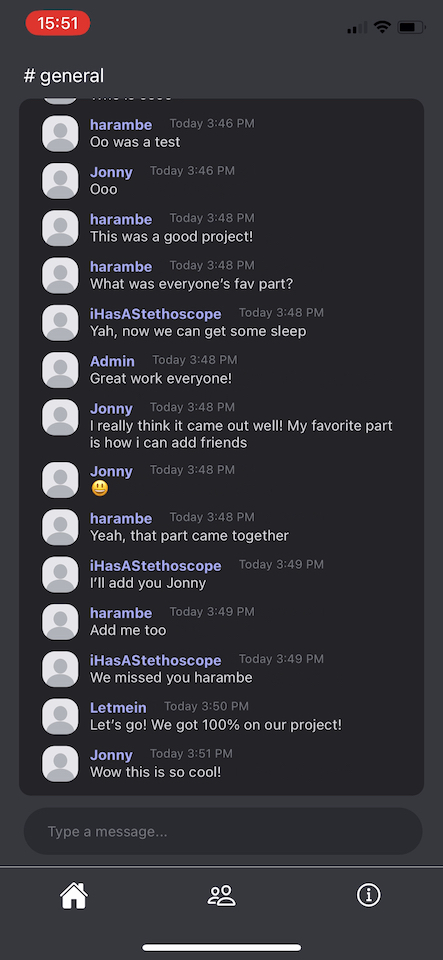 15:51
# general
harambe Today 3:46 PM
Oo was a test
Jonny Today 3:46 PM
Ooo
harambe Today 3:48 PM
This was a good project!
harambe Today 3:48 PM
What was everyone's fav part?
iHasAStethoscope Today 3:48 PM
Yah, now we can get some sleep
Admin Today 3:48 PM
Great work everyone!
Jonny Today 3:48 PM
I really think it came out well! My favorite part
is how i can add friends
Jonny Today 3:48 PM
😃
harambe Today 3:48 PM
Yeah, that part came together
iHasAStethoscope Today 3:49 PM
I'll add you Jonny
harambe Today 3:49 PM
Add me too
iHasAStethoscope Today 3:49 PM
We missed you harambe
Letmein Today 3:50 PM
Let's go! We got 100% on our project!
Jonny Today 3:51 PM
Wow this is so cool!
Type a message...